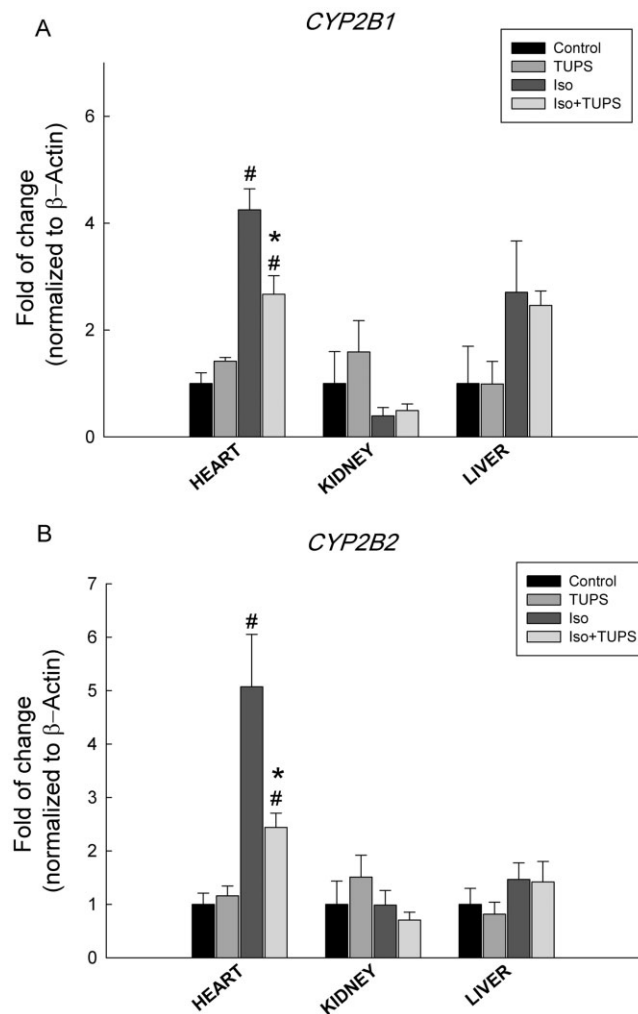 A
CYP2B1
Control
TUPS
Iso
Iso+TUPS
Fold of change
(normalized to β–Actin)
6
4
2
0
#
*
#
HEART
KIDNEY
LIVER
B
CYP2B2
Control
TUPS
Iso
Iso+TUPS
Fold of change
(normalized to β–Actin)
7
6
5
4
3
2
1
0
#
*
#
HEART
KIDNEY
LIVER